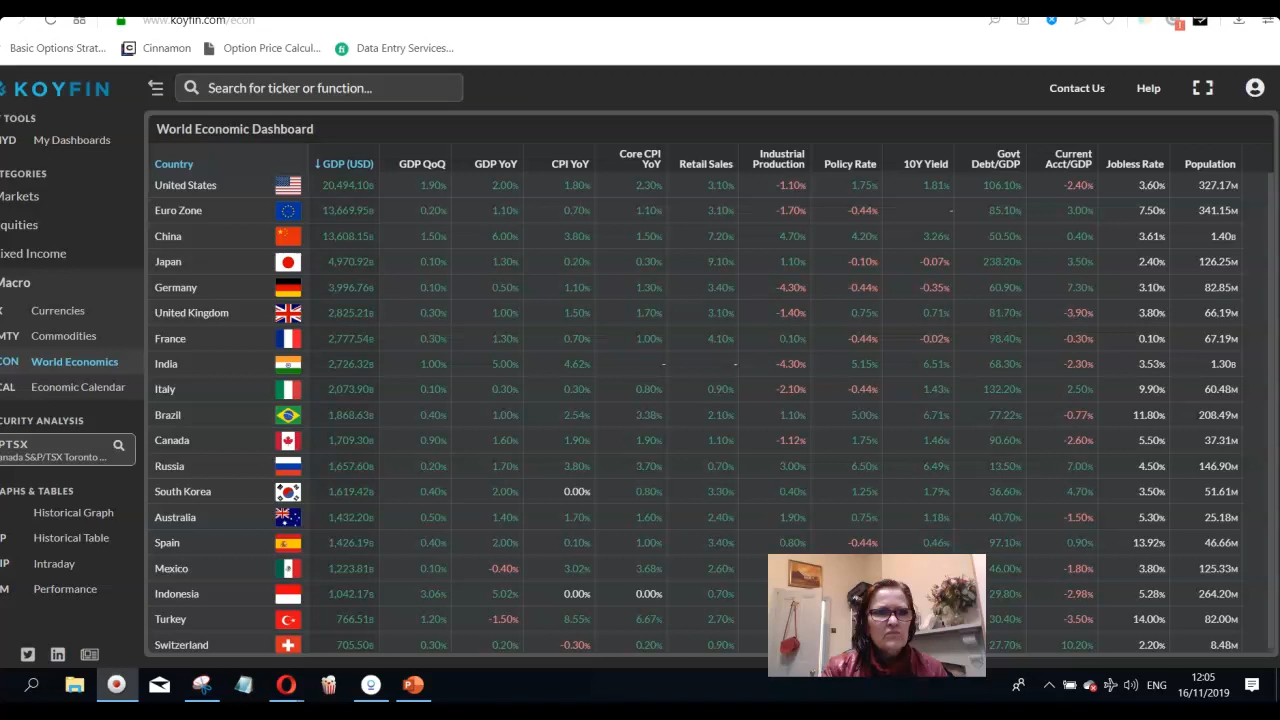 www.koyfin.com/econ
Basic Options Strat... Cinnamon Option Price Calcul... Data Entry Services...
KOYFIN Search for ticker or function... Contact Us Help
Y TOOLS
MYD My Dashboards
TEGORIES
Markets
quities
ixed Income
Macro
X Currencies
MTY Commodities
CON World Economics
CAL Economic Calendar
CURITY ANALYSIS
PTSX
anada S&P/TSX Toronto ...
APHS & TABLES
Historical Graph
P Historical Table
IP Intraday
M Performance
World Economic Dashboard
Country ↓ GDP (USD) GDP QoQ GDP YoY CPI YoY Core CPI YoY Retail Sales Industrial Production Policy Rate 10Y Yield Govt Debt/GDP Current Acct/GDP Jobless Rate Population
United States 20,494.10B 1.90% 2.00% 1.80% 2.30% 3.10% -1.10% 1.75% 1.81% 106.10% -2.40% 3.60% 327.17M
Euro Zone 13,669.95B 0.20% 1.10% 0.70% 1.10% 3.10% -1.70% -0.44% - 85.10% 3.00% 7.50% 341.15M
China 13,608.15B 1.50% 6.00% 3.80% 1.50% 7.20% 4.70% 4.20% 3.26% 50.50% 0.40% 3.61% 1.40B
Japan 4,970.92B 0.10% 1.30% 0.20% 0.30% 9.10% 1.10% -0.10% -0.07% 238.20% 3.50% 2.40% 126.25M
Germany 3,996.76B 0.10% 0.50% 1.10% 1.30% 3.40% -4.30% -0.44% -0.35% 60.90% 7.30% 3.10% 82.85M
United Kingdom 2,825.21B 0.30% 1.00% 1.50% 1.70% 3.10% -1.40% 0.75% 0.71% 81.70% -3.90% 3.80% 66.19M
France 2,777.54B 0.30% 1.30% 0.70% 1.00% 4.10% 0.10% -0.44% -0.02% 98.40% -0.30% 0.10% 67.19M
India 2,726.32B 1.00% 5.00% 4.62% - - -4.30% 5.15% 6.51% 68.30% -2.30% 3.53% 1.30B
Italy 2,073.90B 0.10% 0.30% 0.30% 0.80% 0.90% -2.10% -0.44% 1.43% 132.20% 2.50% 9.90% 60.48M
Brazil 1,868.63B 0.40% 1.00% 2.54% 3.38% 2.10% 1.10% 5.00% 6.71% 77.22% -0.77% 11.80% 208.49M
Canada 1,709.30B 0.90% 1.60% 1.90% 1.90% 1.10% -1.12% 1.75% 1.46% 90.60% -2.60% 5.50% 37.31M
Russia 1,657.60B 0.20% 1.70% 3.80% 3.70% 0.70% 3.00% 6.50% 6.49% 13.50% 7.00% 4.50% 146.90M
South Korea 1,619.42B 0.40% 2.00% 0.00% 0.80% 3.30% 0.40% 1.25% 1.79% 36.60% 4.70% 3.50% 51.61M
Australia 1,432.20B 0.50% 1.40% 1.70% 1.60% 2.40% 1.90% 0.75% 1.18% 40.70% -1.50% 5.30% 25.18M
Spain 1,426.19B 0.40% 2.00% 0.10% 1.00% 3.40% 0.80% -0.44% 0.46% 97.10% 0.90% 13.92% 46.66M
Mexico 1,223.81B 0.10% -0.40% 3.02% 3.68% 2.60% 46.00% -1.80% 3.80% 125.33M
Indonesia 1,042.17B 3.06% 5.02% 0.00% 0.00% 0.70% 29.80% -2.98% 5.28% 264.20M
Turkey 766.51B 1.20% -1.50% 8.55% 6.67% 2.70% 30.40% -3.50% 14.00% 82.00M
Switzerland 705.50B 0.30% 0.20% -0.30% 0.20% 0.90% 27.70% 10.20% 2.20% 8.48M
ENG 12:05
16/11/2019